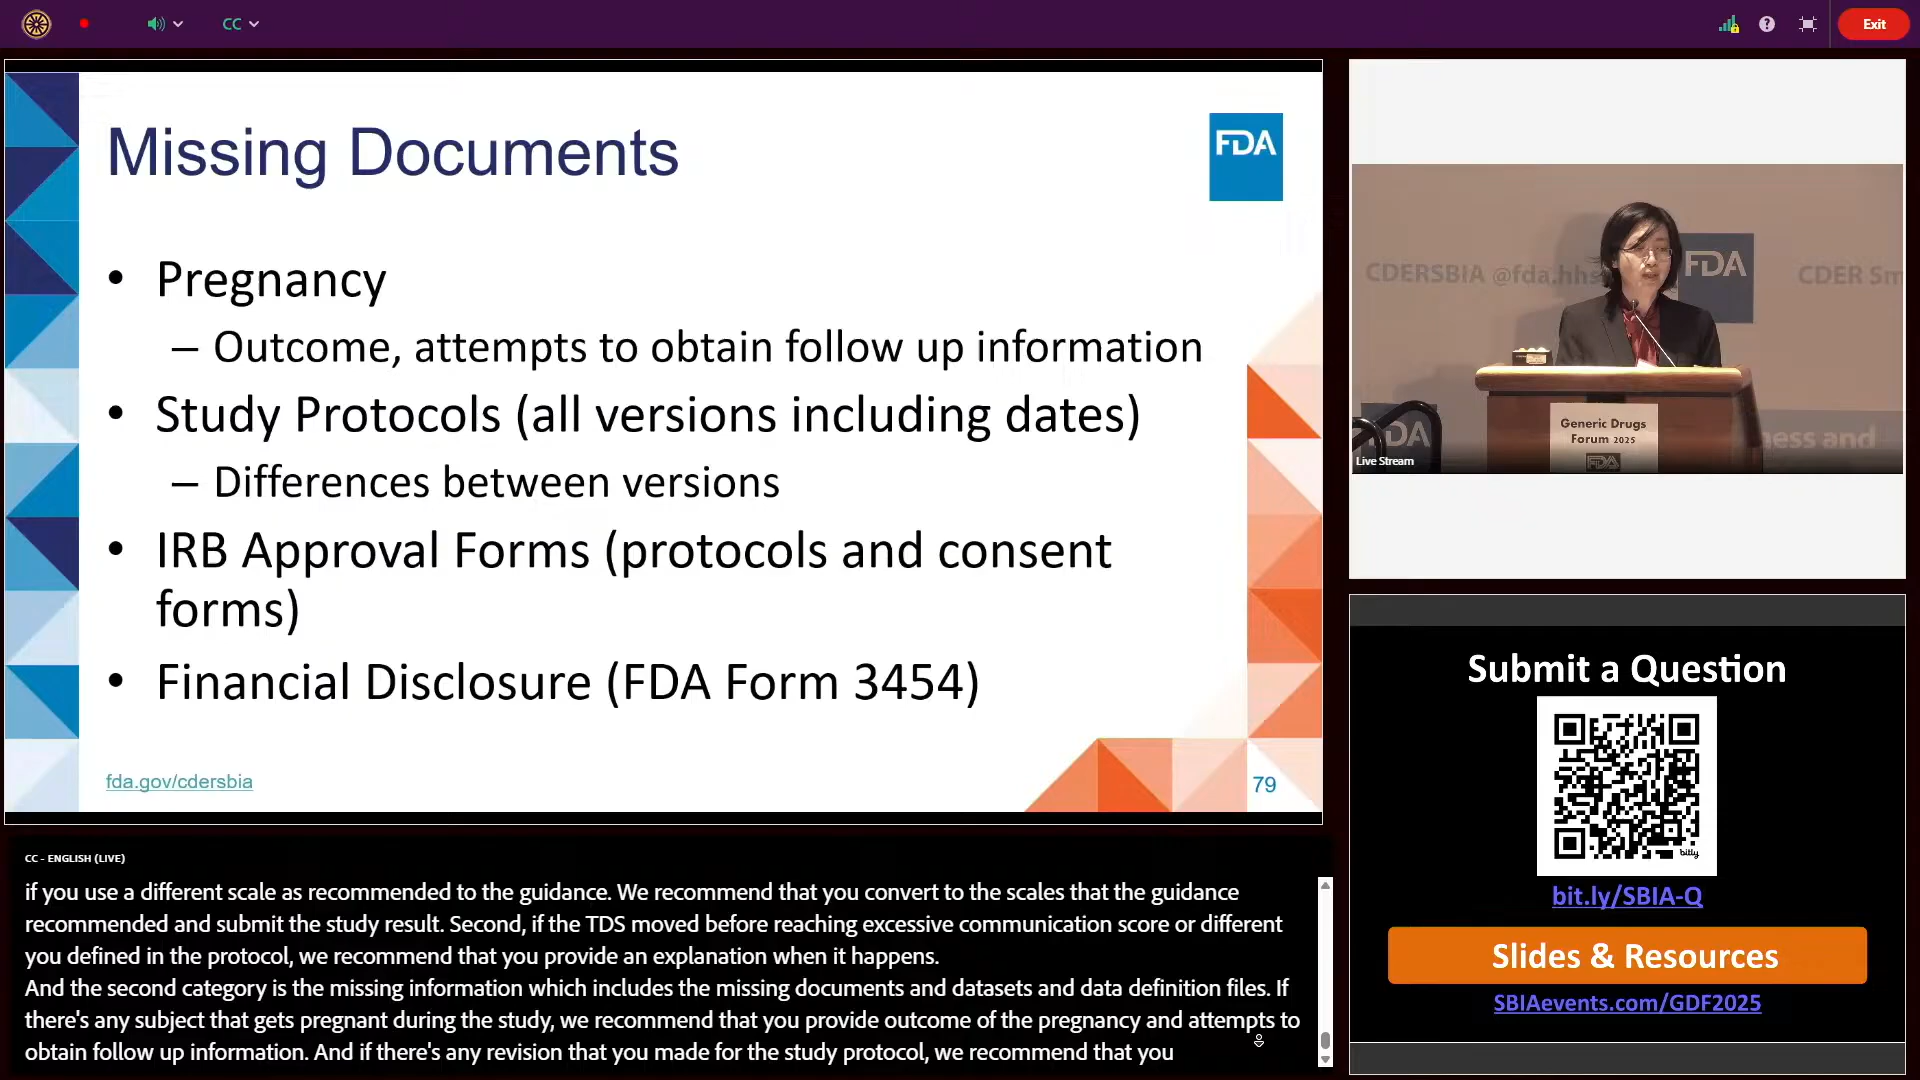 CC
Exit
Missing Documents
FDA
• Pregnancy
– Outcome, attempts to obtain follow up information
• Study Protocols (all versions including dates)
– Differences between versions
• IRB Approval Forms (protocols and consent
forms)
• Financial Disclosure (FDA Form 3454)
fda.gov/cdersbia
79
CC - ENGLISH (LIVE)
if you use a different scale as recommended to the guidance. We recommend that you convert to the scales that the guidance
recommended and submit the study result. Second, if the TDS moved before reaching excessive communication score or different
you defined in the protocol, we recommend that you provide an explanation when it happens.
And the second category is the missing information which includes the missing documents and datasets and data definition files. If
there's any subject that gets pregnant during the study, we recommend that you provide outcome of the pregnancy and attempts to
obtain follow up information. And if there's any revision that you made for the study protocol, we recommend that you
CDERSBIA @fda.hhs
FDA
CDER Sm
Generic Drugs
Forum 2025
FDA
ness and
Live Stream
Submit a Question
bitly
bit.ly/SBIA-Q
Slides & Resources
SBIAevents.com/GDF2025